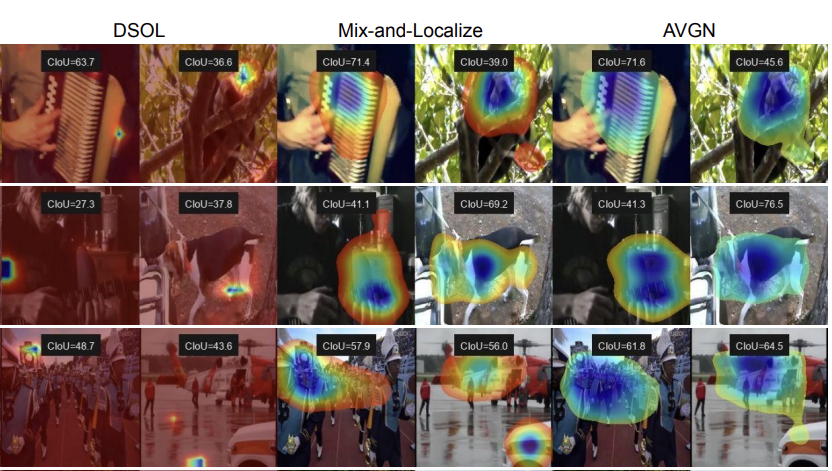 DSOL Mix-and-Localize AVGN
CIoU=63.7 CIoU=36.6 CIoU=71.4 CIoU=39.0 CIoU=71.6 CIoU=45.6
CIoU=27.3 CIoU=37.8 CIoU=41.1 CIoU=69.2 CIoU=41.3 CIoU=76.5
CIoU=48.7 CIoU=43.6 CIoU=57.9 CIoU=56.0 CIoU=61.8 CIoU=64.5